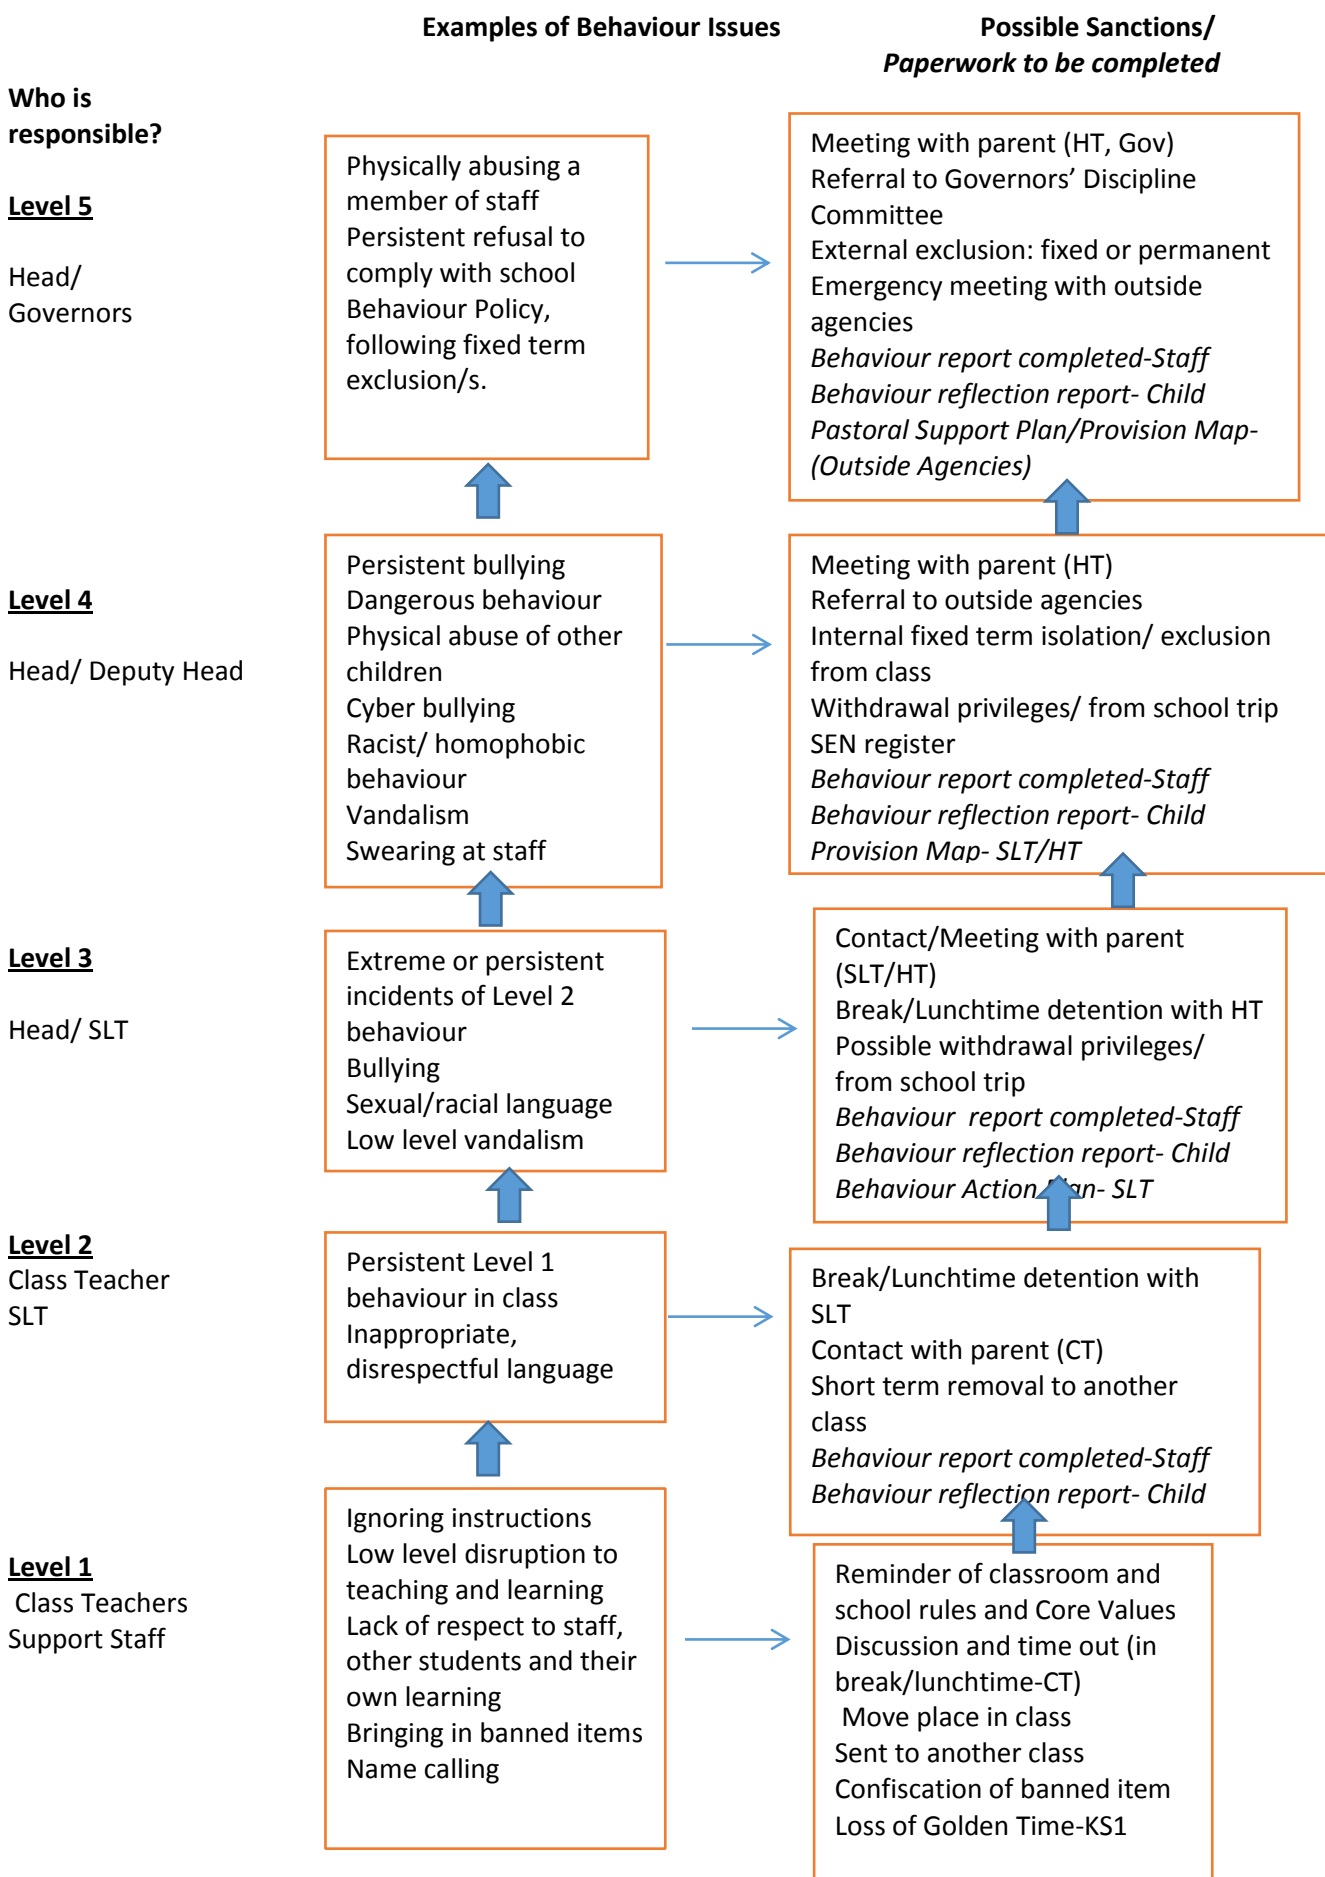 Examples of Behaviour Issues
Possible Sanctions/
Paperwork to be completed
Who is
responsible?
Level 5
Head/
Governors
Physically abusing a
member of staff
Persistent refusal to
comply with school
Behaviour Policy,
following fixed term
exclusion/s.
Meeting with parent (HT, Gov)
Referral to Governors’ Discipline
Committee
External exclusion: fixed or permanent
Emergency meeting with outside
agencies
Behaviour report completed-Staff
Behaviour reflection report- Child
Pastoral Support Plan/Provision Map-
(Outside Agencies)
Level 4
Head/ Deputy Head
Persistent bullying
Dangerous behaviour
Physical abuse of other
children
Cyber bullying
Racist/ homophobic
behaviour
Vandalism
Swearing at staff
Meeting with parent (HT)
Referral to outside agencies
Internal fixed term isolation/ exclusion
from class
Withdrawal privileges/ from school trip
SEN register
Behaviour report completed-Staff
Behaviour reflection report- Child
Provision Map- SLT/HT
Level 3
Head/ SLT
Extreme or persistent
incidents of Level 2
behaviour
Bullying
Sexual/racial language
Low level vandalism
Contact/Meeting with parent
(SLT/HT)
Break/Lunchtime detention with HT
Possible withdrawal privileges/
from school trip
Behaviour  report completed-Staff
Behaviour reflection report- Child
Behaviour Action Plan- SLT
Level 2
Class Teacher
SLT
Persistent Level 1
behaviour in class
Inappropriate,
disrespectful language
Break/Lunchtime detention with
SLT
Contact with parent (CT)
Short term removal to another
class
Behaviour report completed-Staff
Behaviour reflection report- Child
Level 1
Class Teachers
Support Staff
Ignoring instructions
Low level disruption to
teaching and learning
Lack of respect to staff,
other students and their
own learning
Bringing in banned items
Name calling
Reminder of classroom and
school rules and Core Values
Discussion and time out (in
break/lunchtime-CT)
Move place in class
Sent to another class
Confiscation of banned item
Loss of Golden Time-KS1